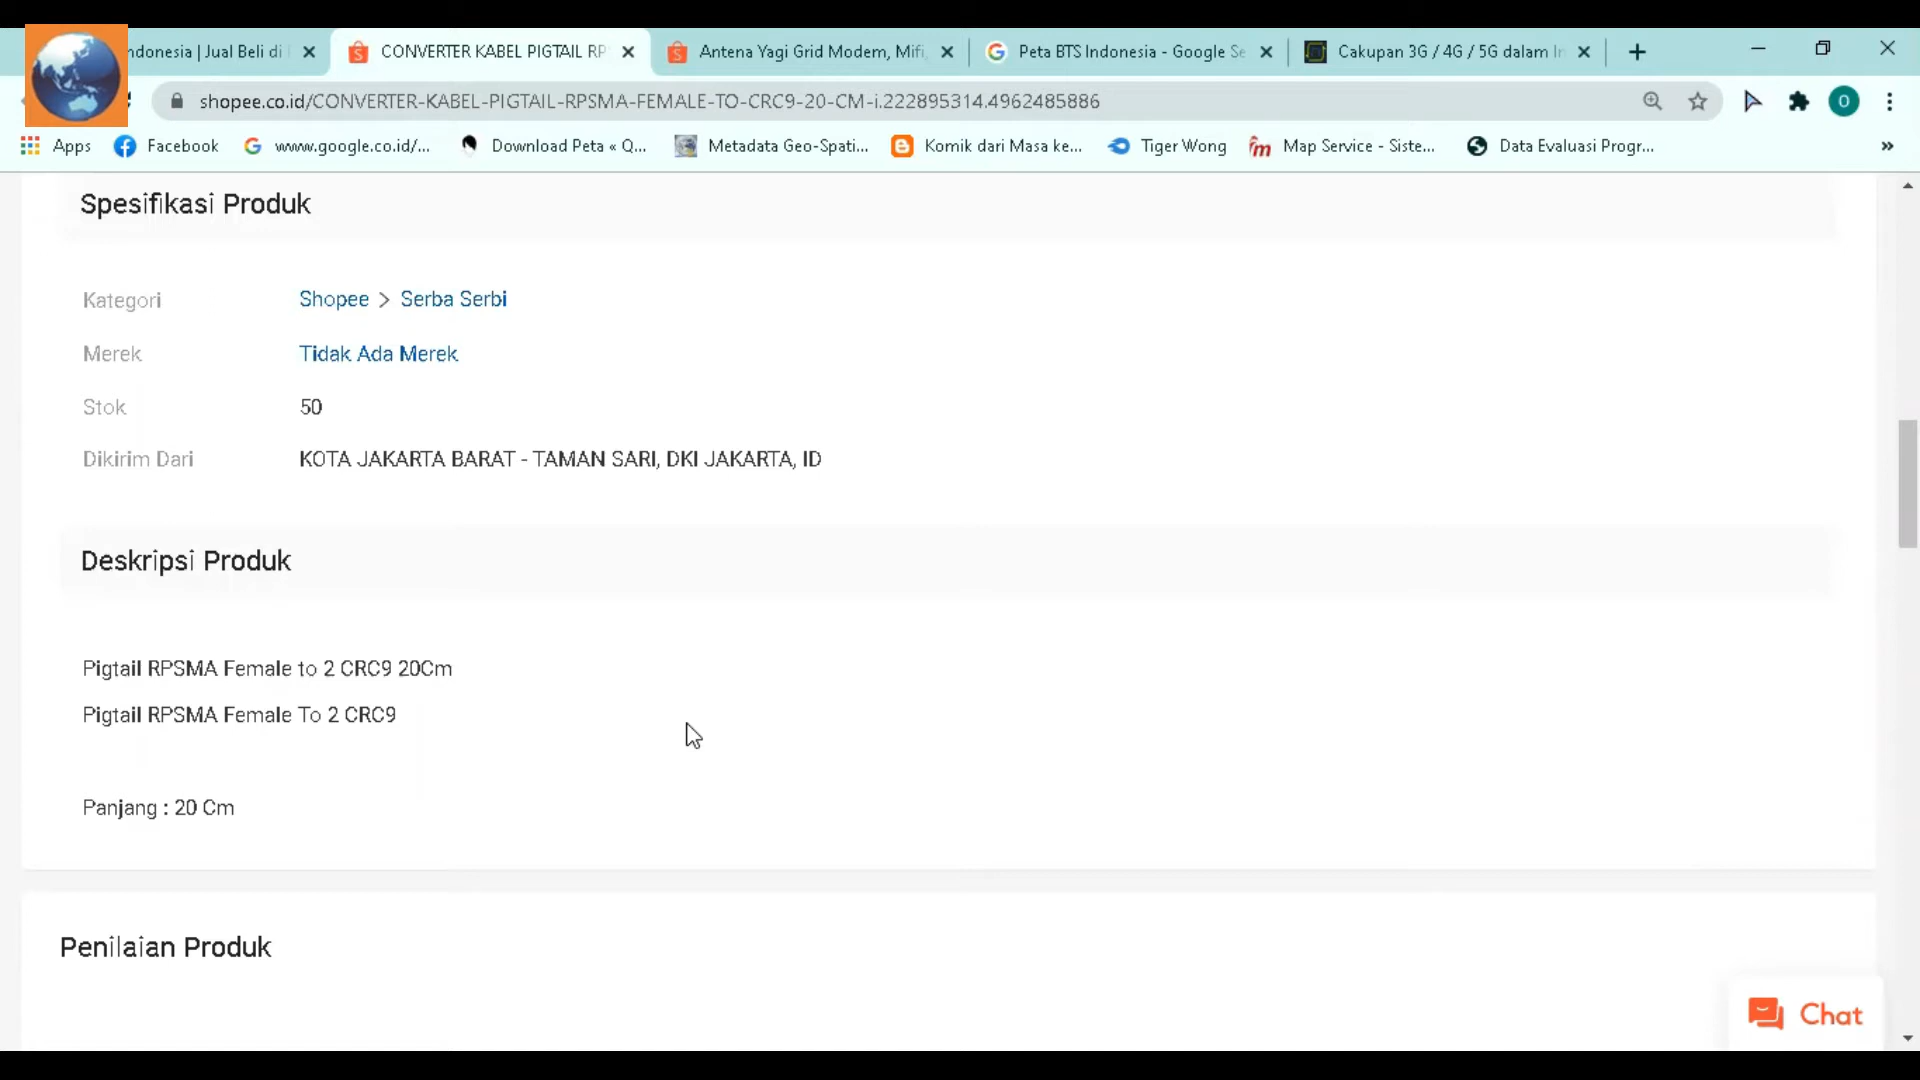 ndonesia | Jual Beli di
CONVERTER KABEL PIGTAIL RP
Antena Yagi Grid Modem, Mifi,
Peta BTS Indonesia - Google Se
Cakupan 3G / 4G / 5G dalam In
shopee.co.id/CONVERTER-KABEL-PIGTAIL-RPSMA-FEMALE-TO-CRC9-20-CM-i.222895314.4962485886
O
Apps
Facebook
www.google.co.id/...
Download Peta « Q...
Metadata Geo-Spati...
Komik dari Masa ke...
Tiger Wong
Map Service - Siste...
Data Evaluasi Progr...
»
Spesifikasi Produk
Kategori
Shopee > Serba Serbi
Merek
Tidak Ada Merek
Stok
50
Dikirim Dari
KOTA JAKARTA BARAT - TAMAN SARI, DKI JAKARTA, ID
Deskripsi Produk
Pigtail RPSMA Female to 2 CRC9 20Cm
Pigtail RPSMA Female To 2 CRC9
Panjang : 20 Cm
Penilaian Produk
Chat